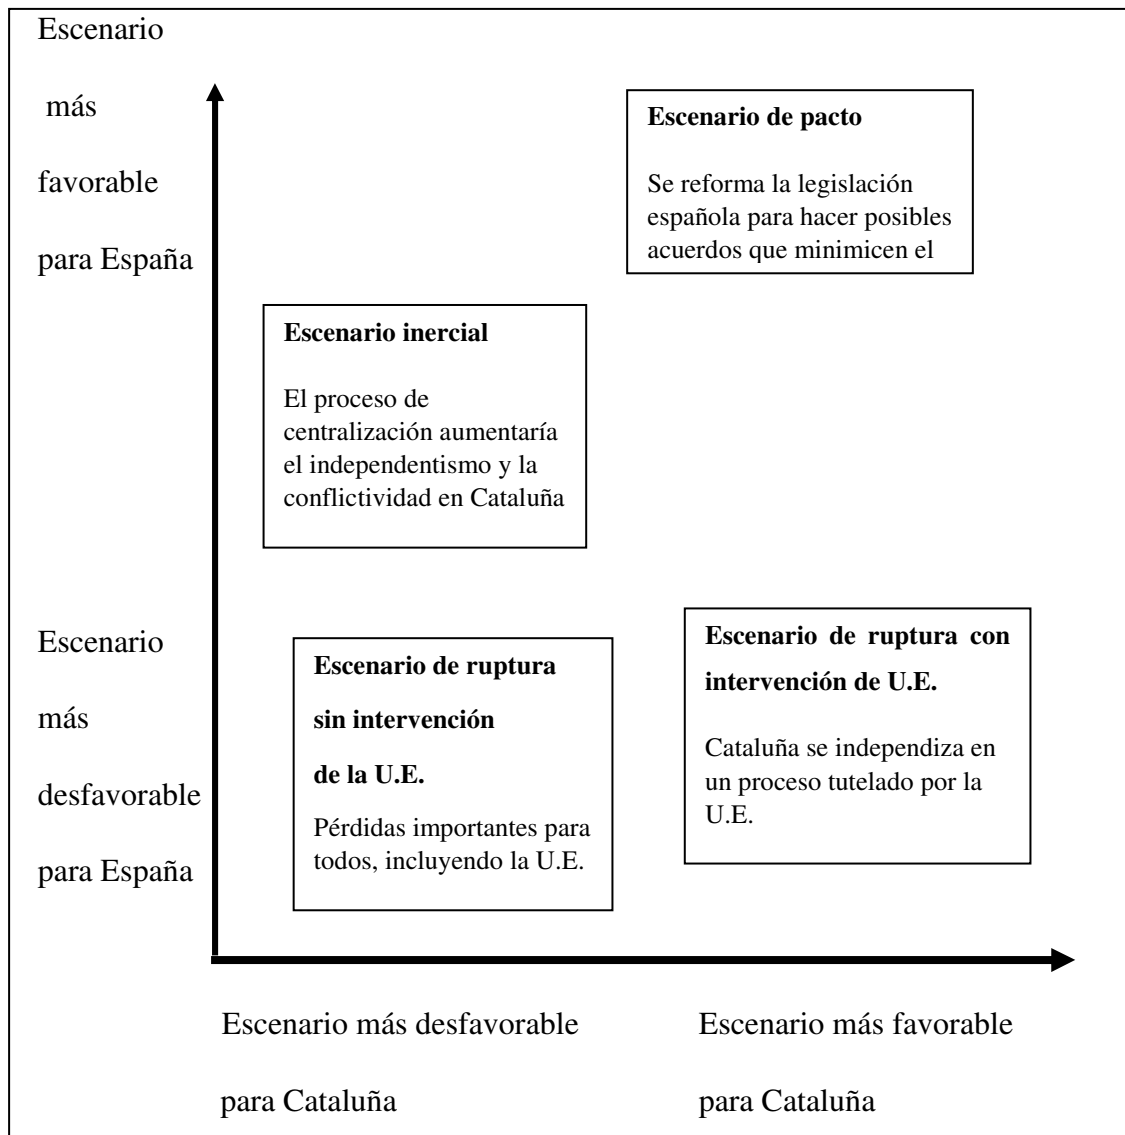 Escenario
más
favorable
para España
Escenario de pacto
Se reforma la legislación
española para hacer posibles
acuerdos que minimicen el
Escenario inercial
El proceso de
centralización aumentaría
el independentismo y la
conflictividad en Cataluña
Escenario
más
desfavorable
para España
Escenario de ruptura
sin intervención
de la U.E.
Pérdidas importantes para
todos, incluyendo la U.E.
Escenario de ruptura con
intervención de U.E.
Cataluña se independiza en
un proceso tutelado por la
U.E.
Escenario más desfavorable
para Cataluña
Escenario más favorable
para Cataluña